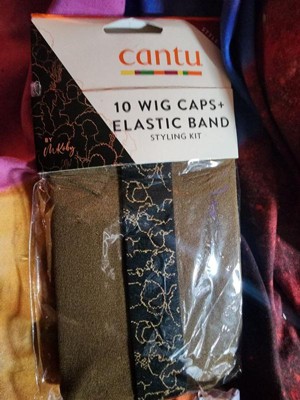 cantu
10 WIG CAPS+
ELASTIC BAND
STYLING KIT
BY